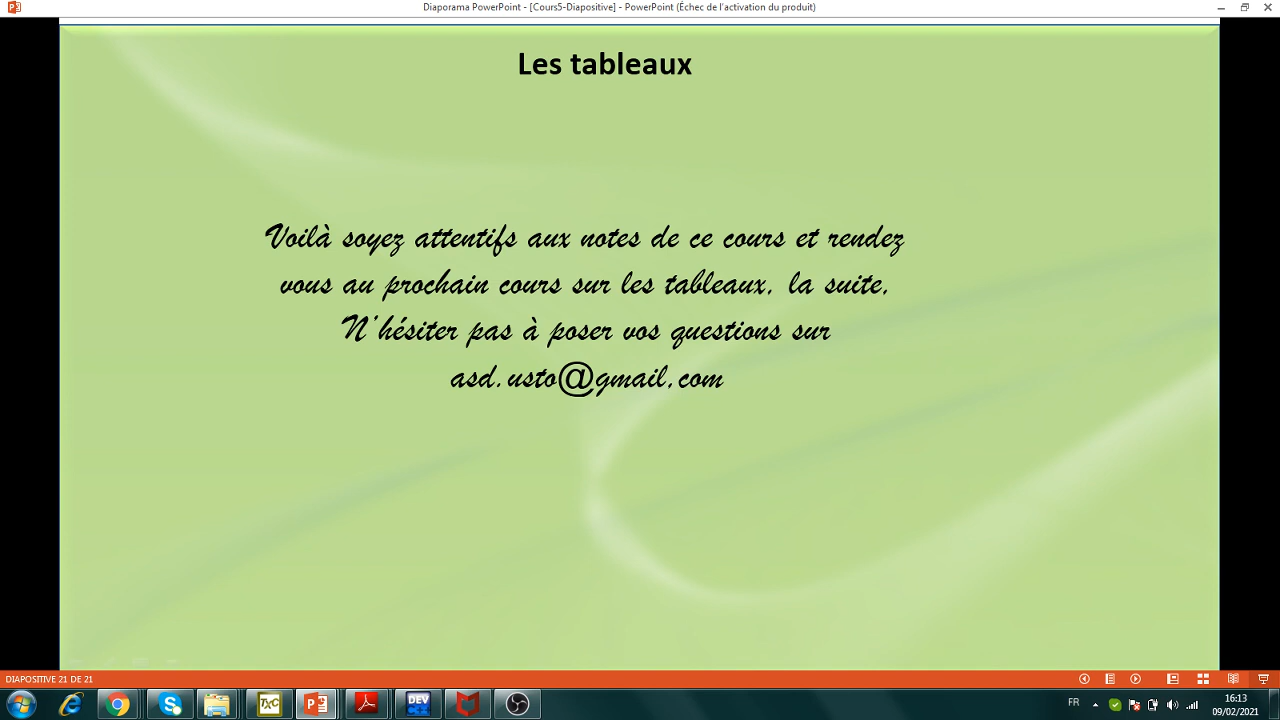 Diaporama PowerPoint - [Cours5-Diapositive] - PowerPoint (Échec de l'activation du produit)
Les tableaux
Voilà soyez attentifs aux notes de ce cours et rendez
vous au prochain cours sur les tableaux, la suite,
N'hésiter pas à poser vos questions sur
asd.usto@gmail,com
DIAPOSITIVE 21 DE 21
TxC
DEV
FR
16:13
09/02/2021